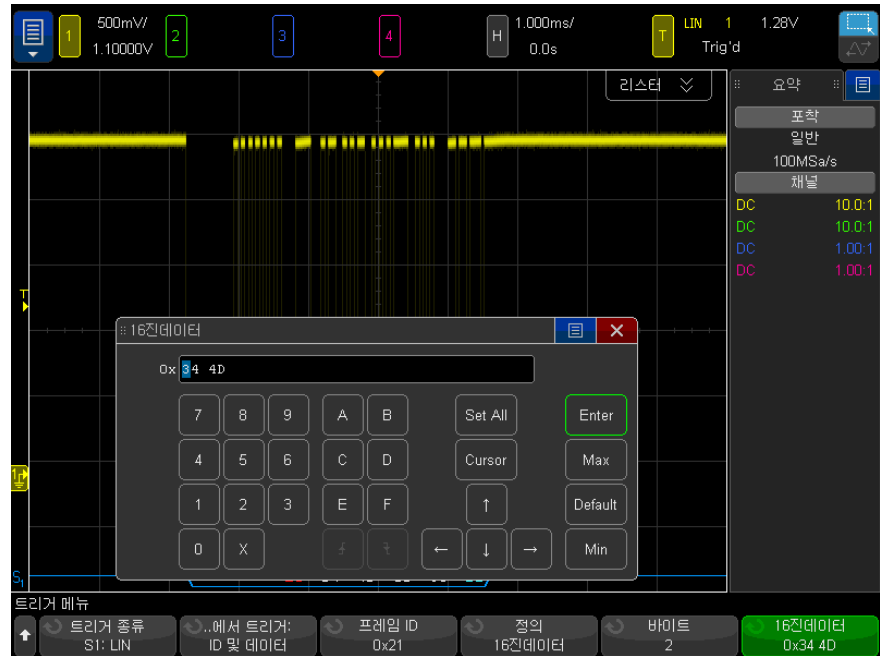 500mV/
1
1.10000V
2
3
4
H
1.000ms/
0.0s
T
LIN 1 1.28V
Trig'd
리스터
요약
포착
일반
100MSa/s
채널
DC 10.0:1
DC 10.0:1
DC 1.00:1
DC 1.00:1
T
16진데이터
0x 34 4D
7 8 9 A B Set All Enter
4 5 6 C D Cursor Max
1 2 3 E F ↑ Default
0 X ← ↓ → Min
1
S1
트리거 메뉴
트리거 종류
S1: LIN
..에서 트리거:
ID 및 데이터
프레임 ID
0x21
정의
16진데이터
바이트
2
16진데이터
0x34 4D